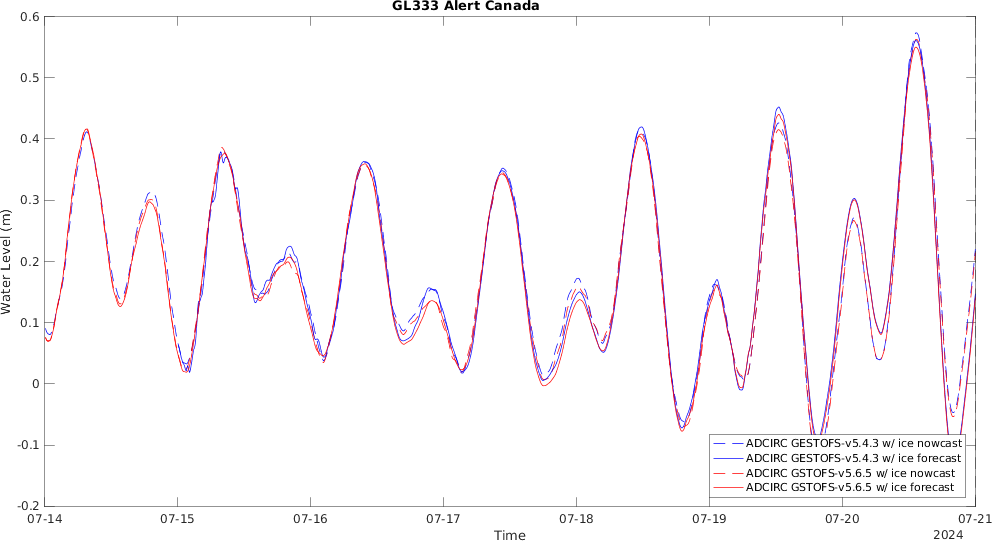 GL333 Alert Canada
0.6
0.5
0.4
0.3
0.2
0.1
0
-0.1
-0.2
Water Level (m)
07-14 07-15 07-16 07-17 07-18 07-19 07-20 07-21
Time
2024
ADCIRC GESTOFS-v5.4.3 w/ ice nowcast
ADCIRC GESTOFS-v5.4.3 w/ ice forecast
ADCIRC GSTOFS-v5.6.5 w/ ice nowcast
ADCIRC GSTOFS-v5.6.5 w/ ice forecast